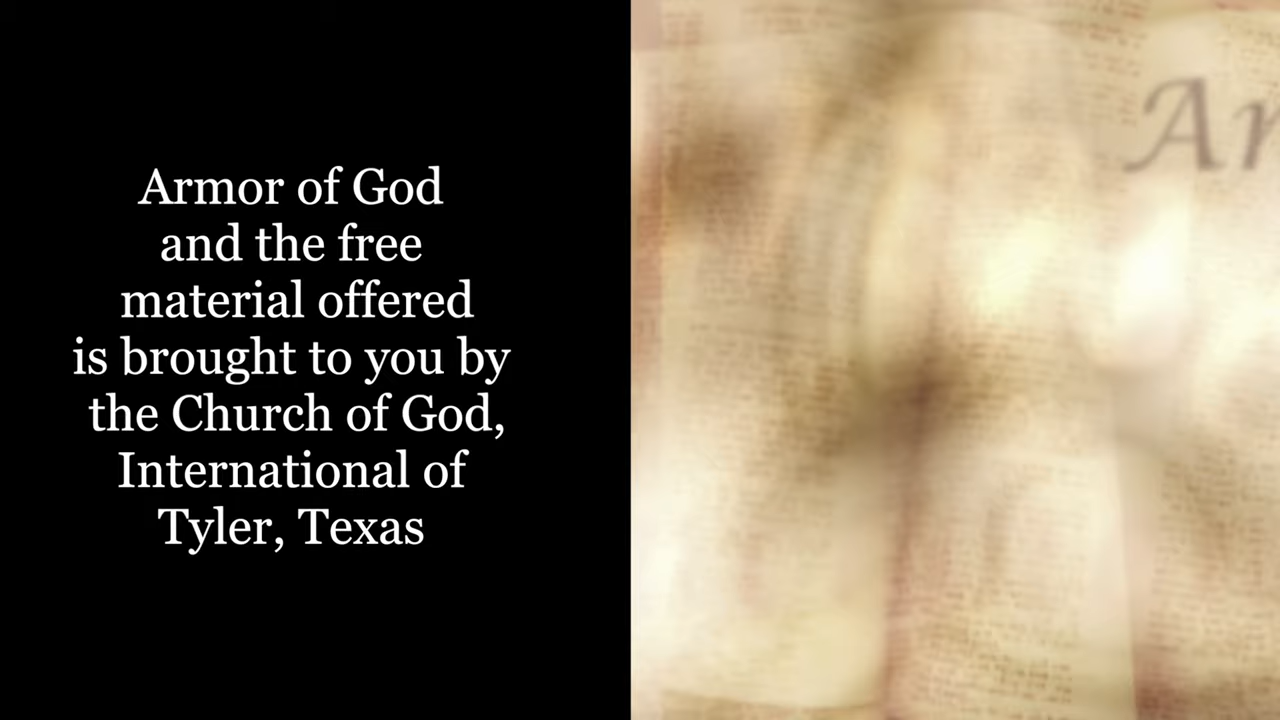 Armor of God
and the free
material offered
is brought to you by
the Church of God,
International of
Tyler, Texas
Ar